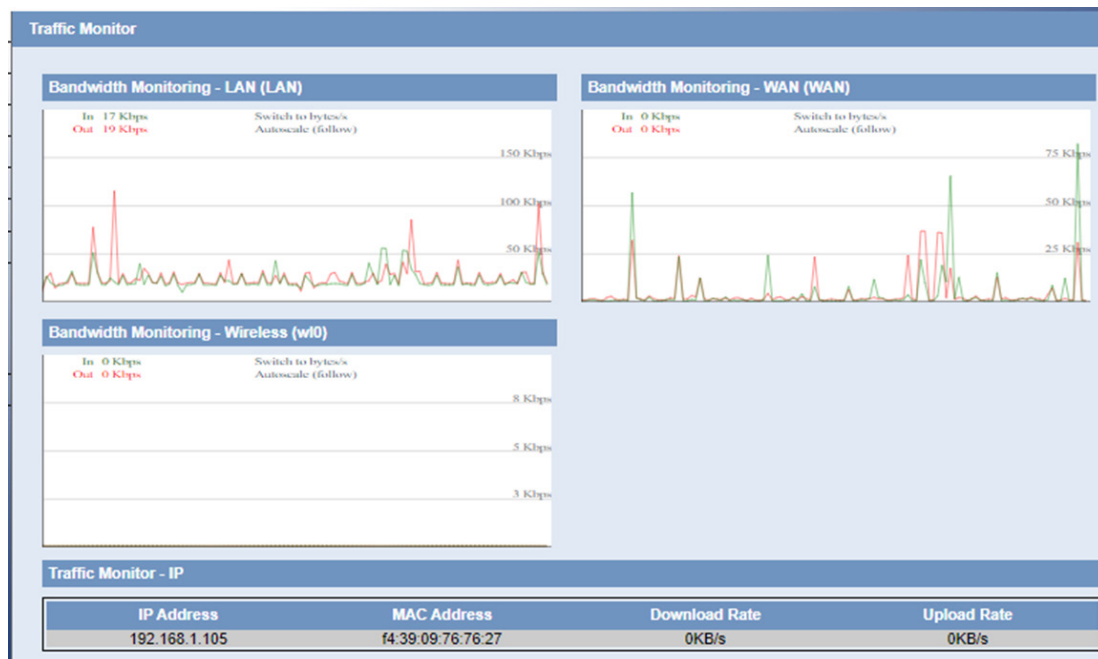 Traffic Monitor
Bandwidth Monitoring - LAN (LAN)
In 17 Kbps
Out 19 Kbps
Switch to bytes/s
Autoscale (follow)
150 Kbps
100 Kbps
50 Kbps
Bandwidth Monitoring - WAN (WAN)
In 0 Kbps
Out 0 Kbps
Switch to bytes/s
Autoscale (follow)
75 Kbps
50 Kbps
25 Kbps
Bandwidth Monitoring - Wireless (wl0)
In 0 Kbps
Out 0 Kbps
Switch to bytes/s
Autoscale (follow)
8 Kbps
5 Kbps
3 Kbps
Traffic Monitor - IP
IP Address MAC Address Download Rate Upload Rate
192.168.1.105 f4:39:09:76:76:27 0KB/s 0KB/s